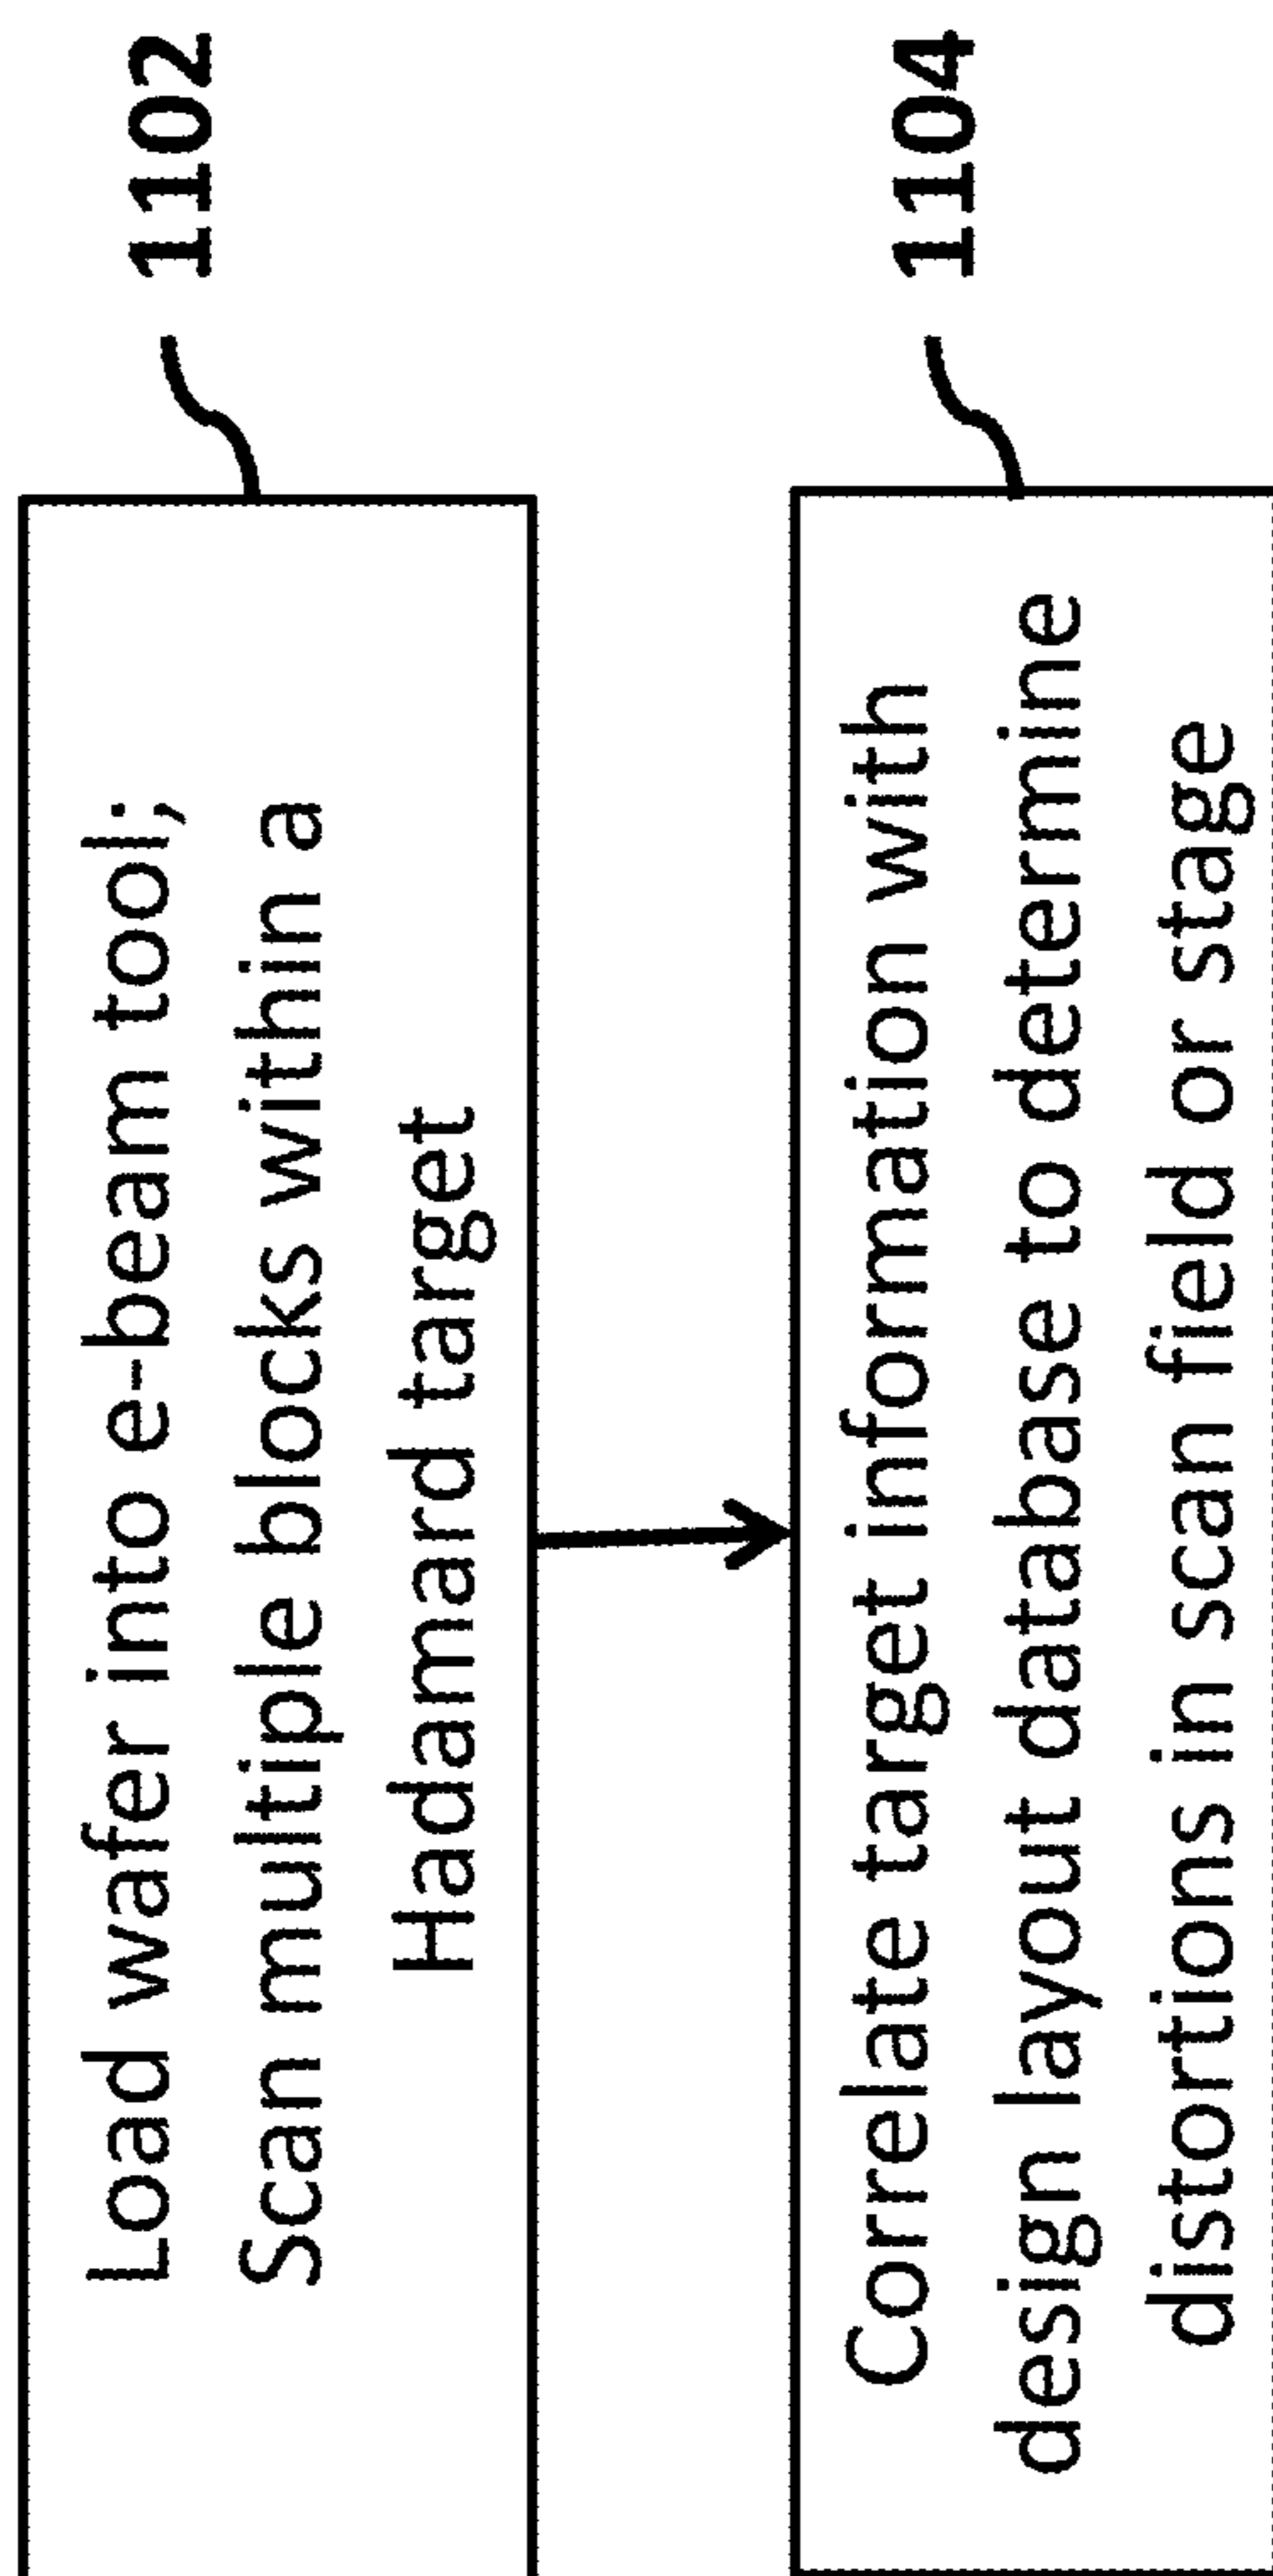 Load wafer into e-beam tool;
Scan multiple blocks within a
Hadamard target
1102
Correlate target information with
design layout database to determine
distortions in scan field or stage
1104